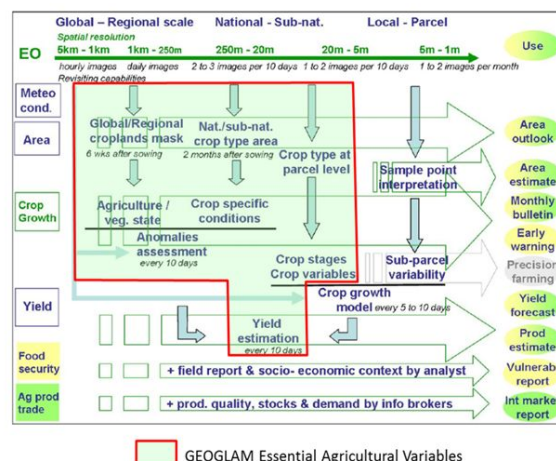 Global – Regional scale National - Sub-nat. Local - Parcel
Spatial resolution
EO 5km - 1km 1km - 250m 250m - 20m 20m - 5m 5m - 1m Use
hourly images daily images 2 to 3 images per 10 days 1 to 2 images per 10 days 1 to 2 images per month
Revisiting capabilities
Meteo
cond.
Area
Global/Regional
croplands mask
6 wks after sowing
Nat./sub-nat.
crop type area
2 months after sowing
Crop type at
parcel level
Sample point
interpretation
Area
outlook
Area
estimate
Crop
Growth
Agriculture /
veg. state
Crop specific
conditions
Anomalies
assessment
every 10 days
Crop stages
Crop variables
Sub-parcel
variability
Monthly
bulletin
Early
warning
Precision
farming
Crop growth
model every 5 to 10 days
Yield
Yield
estimation
every 10 days
Yield
forecast
Prod
estimate
Food
security
+ field report & socio- economic context by analyst
Vulnerab
report
Ag prod
trade
+ prod. quality, stocks & demand by info brokers
Int market
report
GEOGLAM Essential Agricultural Variables